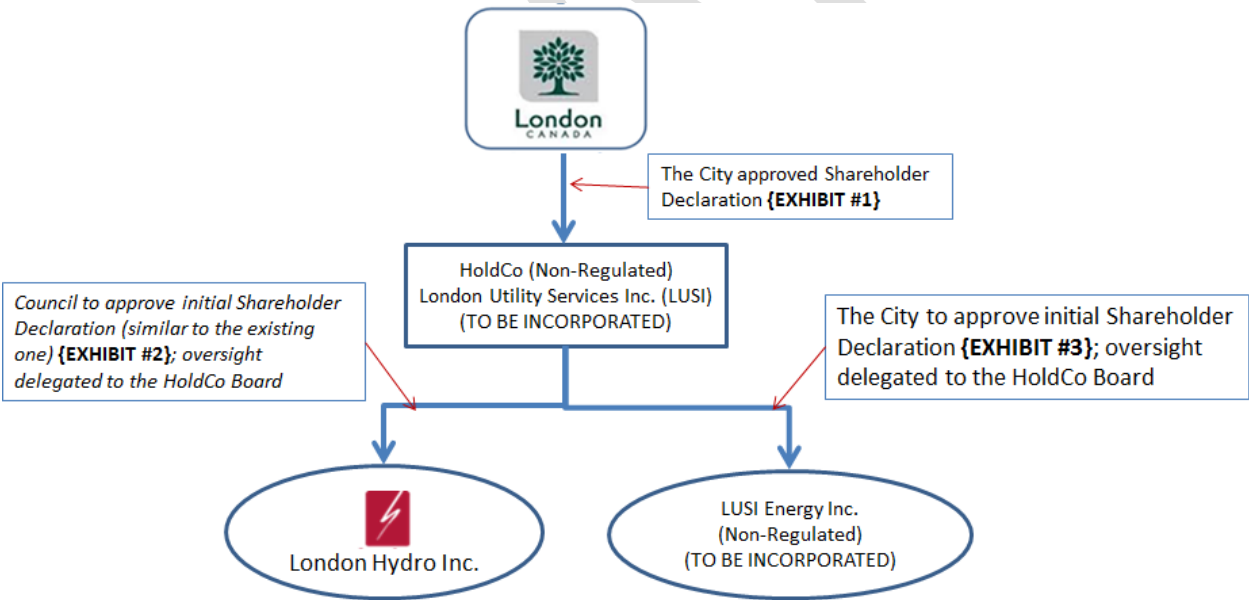 London
CANADA
The City approved Shareholder
Declaration {EXHIBIT #1}
HoldCo (Non-Regulated)
London Utility Services Inc. (LUSI)
(TO BE INCORPORATED)
Council to approve initial Shareholder
Declaration (similar to the existing
one) {EXHIBIT #2}; oversight
delegated to the HoldCo Board
The City to approve initial Shareholder
Declaration {EXHIBIT #3}; oversight
delegated to the HoldCo Board
London Hydro Inc.
LUSI Energy Inc.
(Non-Regulated)
(TO BE INCORPORATED)